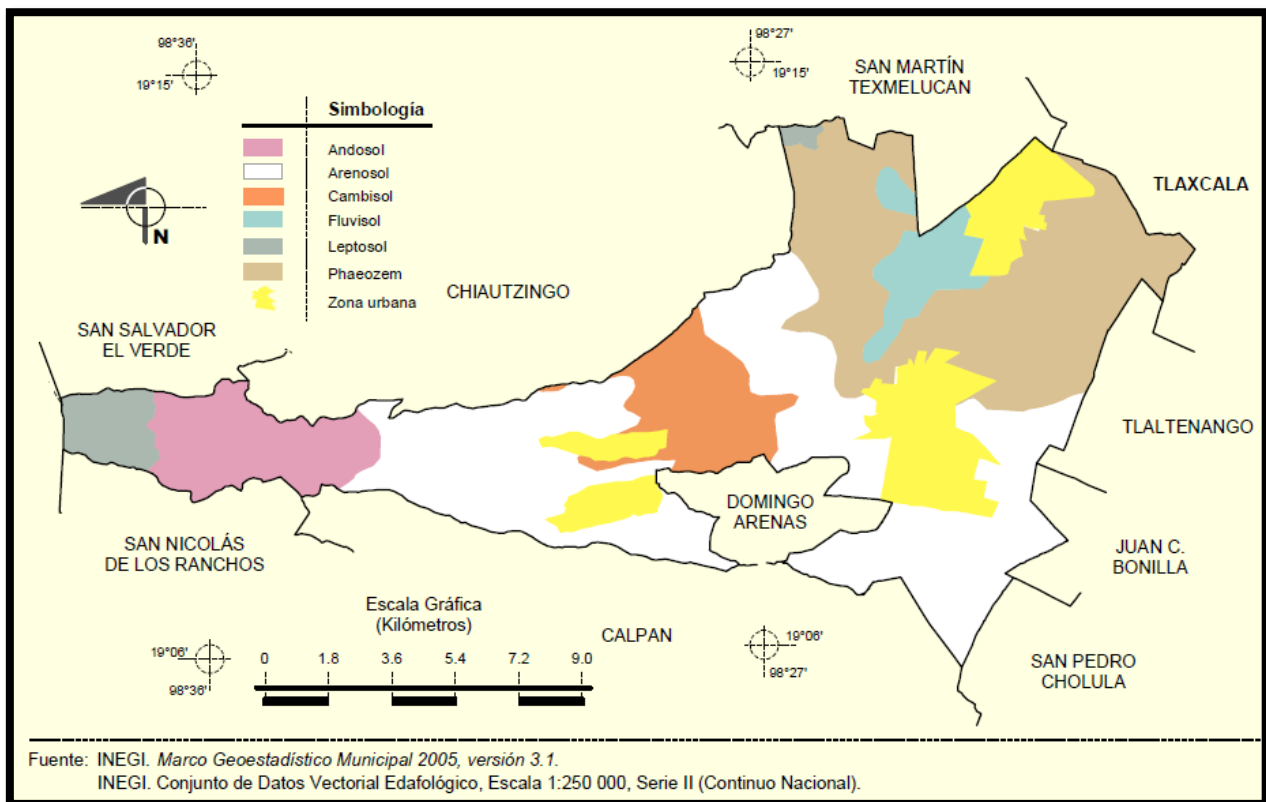 98°36'
19°15'
98°27'
19°15'
SAN MARTÍN
TEXMELUCAN
Simbología
Andosol
Arenosol
Cambisol
Fluvisol
Leptosol
Phaeozem
Zona urbana
N
TLAXCALA
CHIAUTZINGO
SAN SALVADOR
EL VERDE
TLALTENANGO
DOMINGO
ARENAS
SAN NICOLÁS
DE LOS RANCHOS
JUAN C.
BONILLA
Escala Gráfica
(Kilómetros)
CALPAN
0 1.8 3.6 5.4 7.2 9.0
19°06'
98°36'
19°06'
98°27'
SAN PEDRO
CHOLULA
Fuente: INEGI. Marco Geoestadístico Municipal 2005, versión 3.1.
INEGI. Conjunto de Datos Vectorial Edafológico, Escala 1:250 000, Serie II (Continuo Nacional).